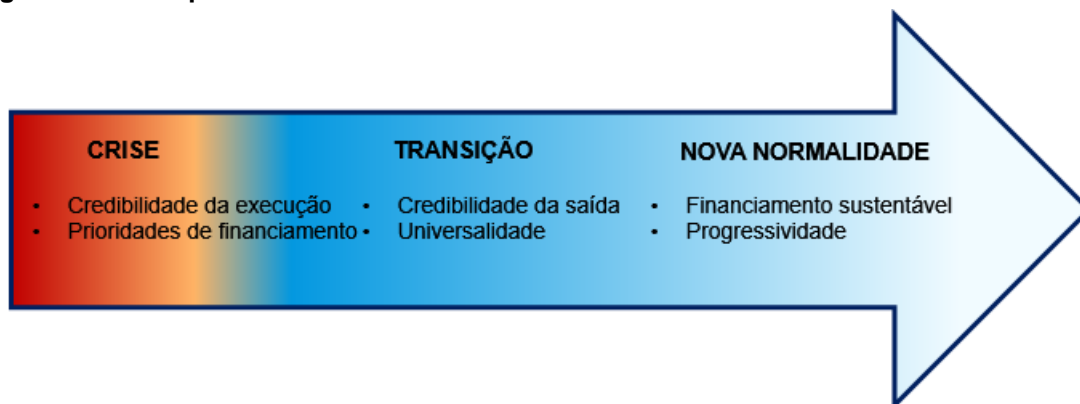 CRISE
• Credibilidade da execução
• Prioridades de financiamento
TRANSIÇÃO
• Credibilidade da saída
• Universalidade
NOVA NORMALIDADE
• Financiamento sustentável
• Progressividade